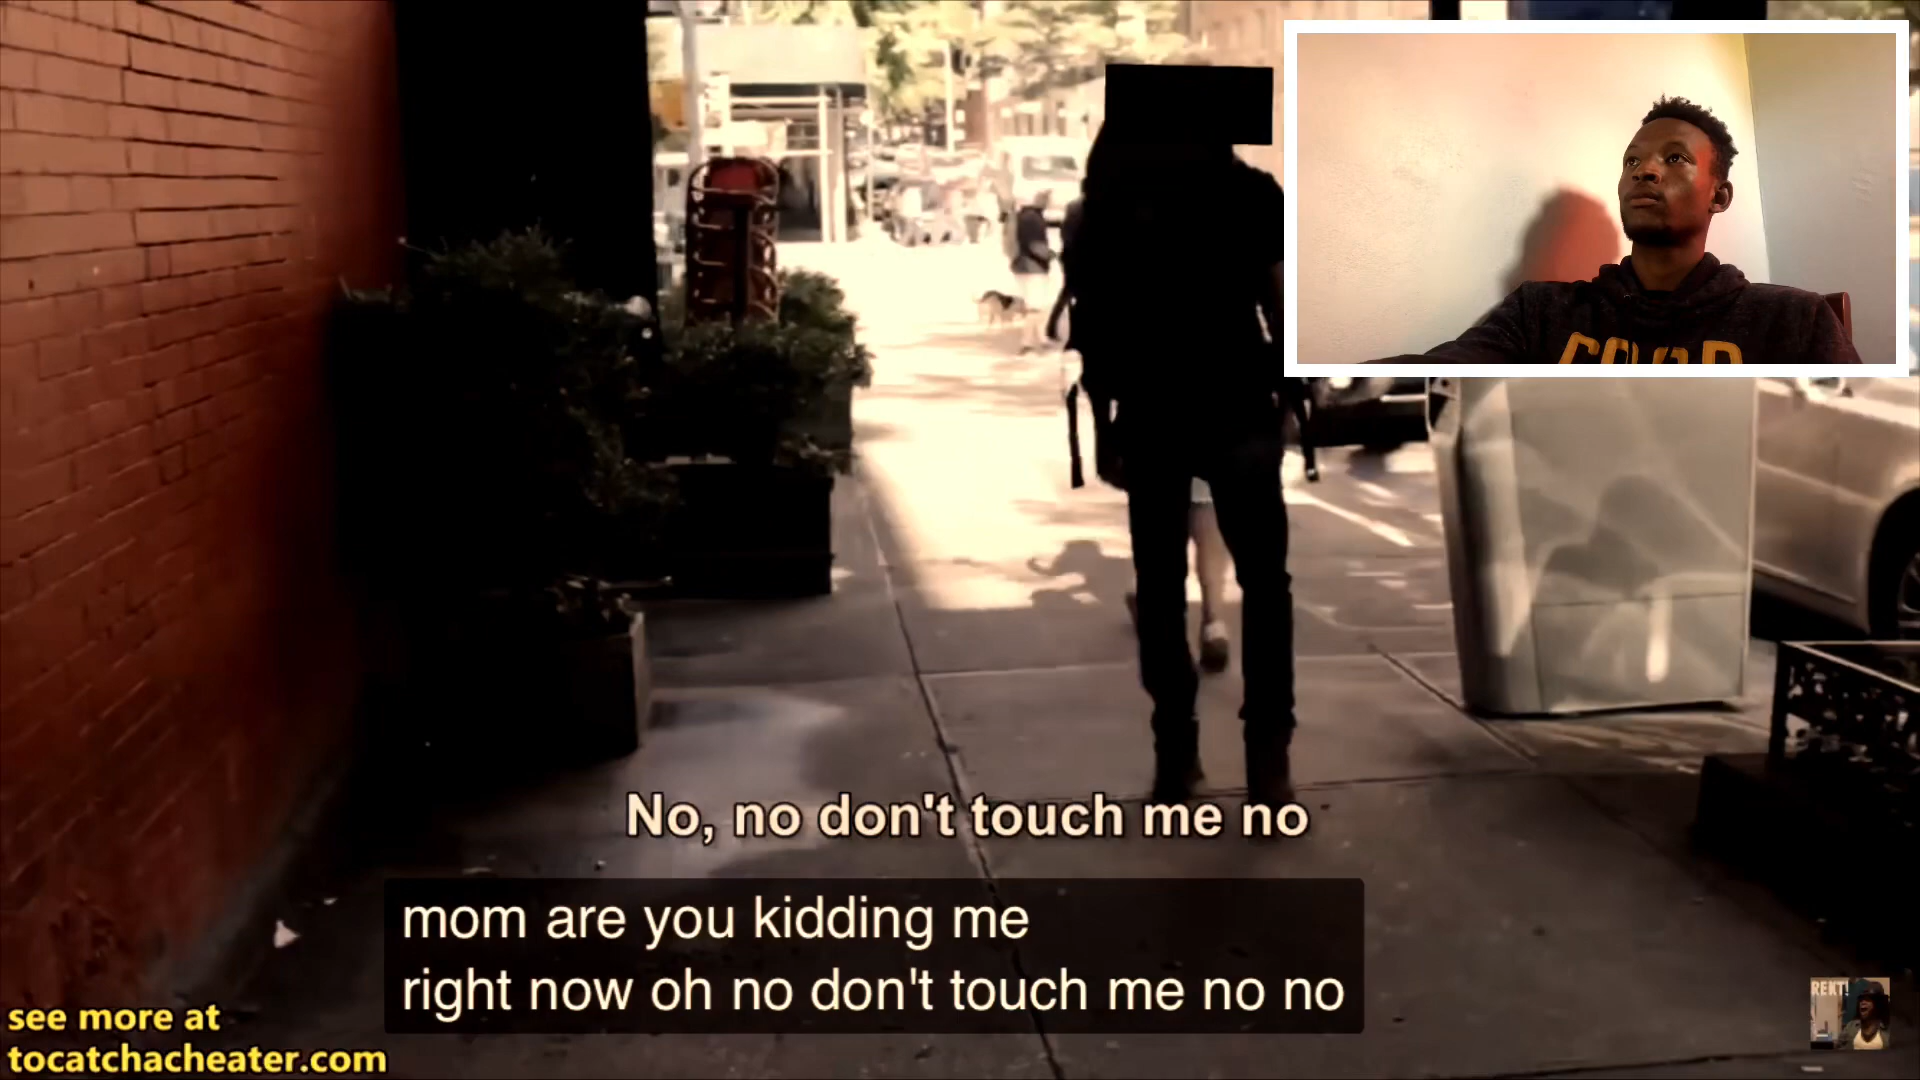 No, no don't touch me no
mom are you kidding me
right now oh no don't touch me no no
see more at
tocatchacheater.com
REKT!